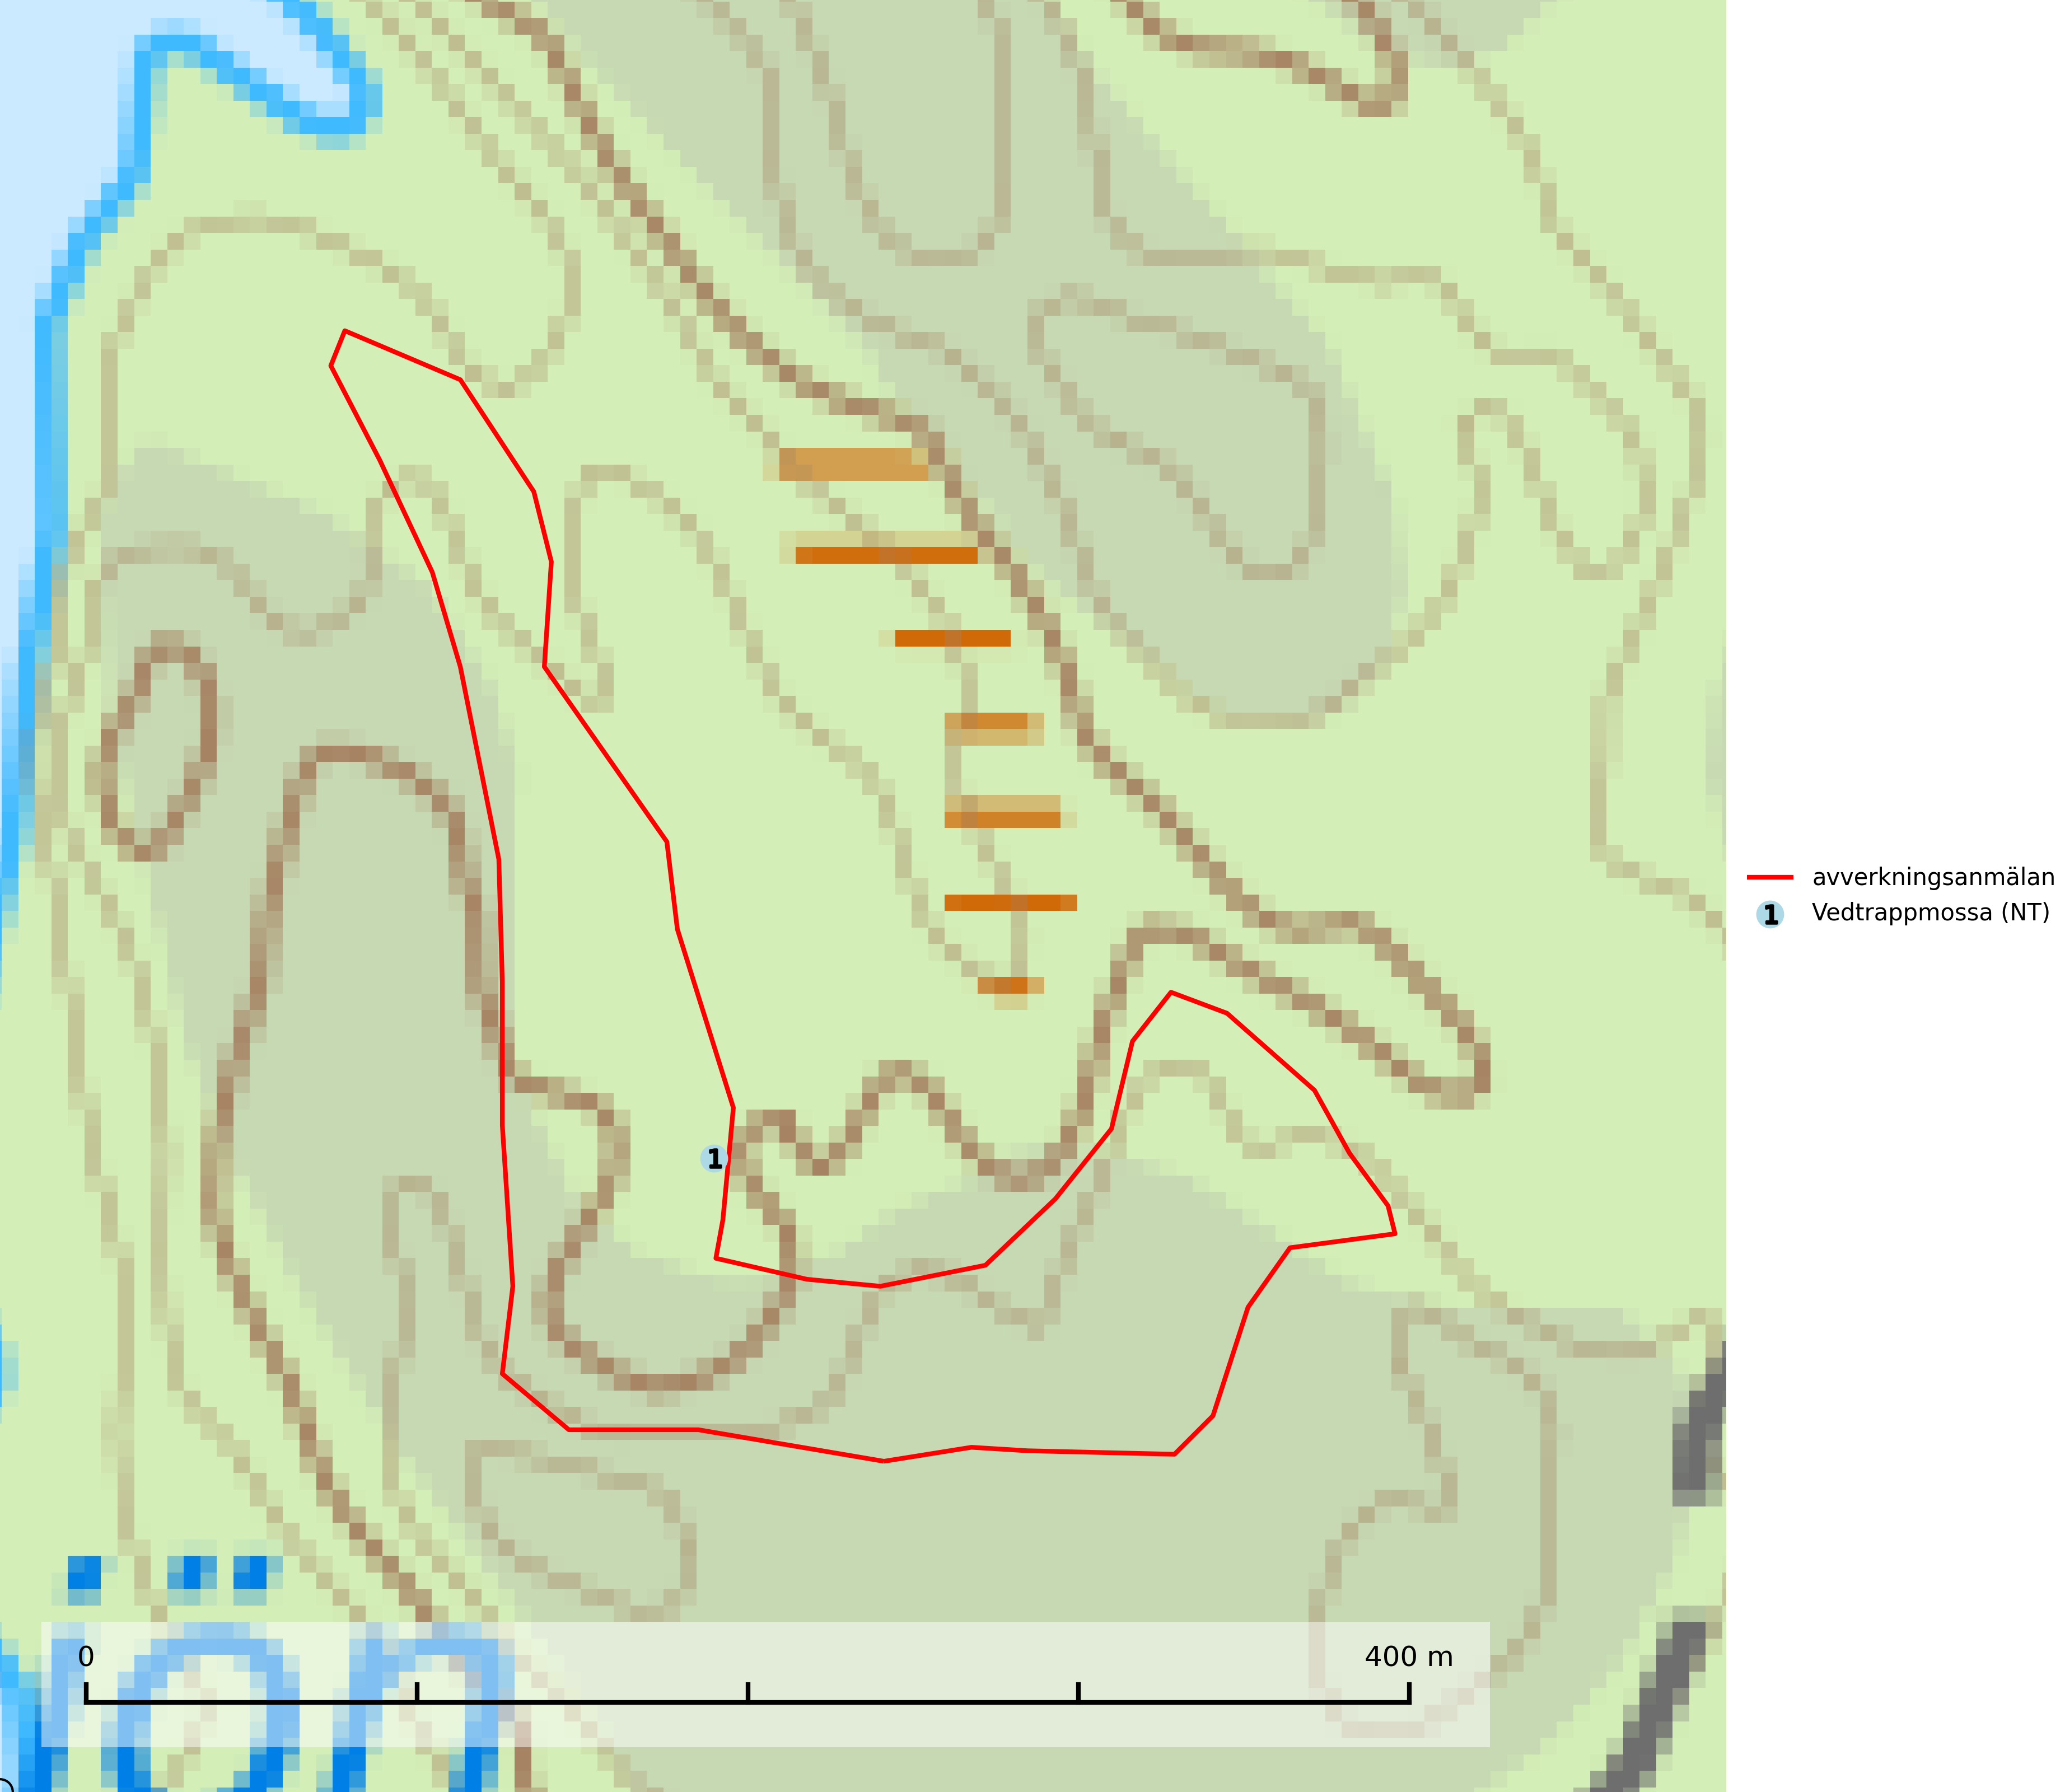 avverkningsanmälan
1 Vedtrappmossa (NT)
1
0 400 m